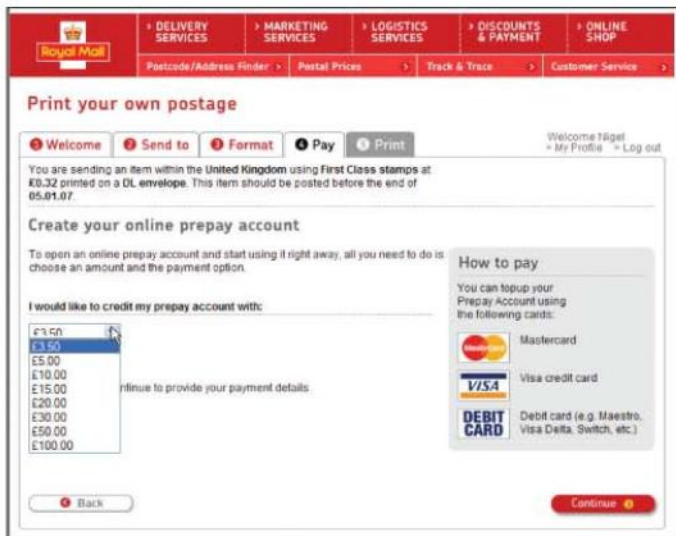 Royal Mail
› DELIVERY SERVICES
› MARKETING SERVICES
› LOGISTICS SERVICES
› DISCOUNTS & PAYMENT
› ONLINE SHOP
Postcode/Address Finder
Postal Prices
Track & Trace
Customer Service
Print your own postage
1 Welcome
2 Send to
3 Format
4 Pay
5 Print
Welcome Nigel
» My Profile » Log out
You are sending an item within the United Kingdom using First Class stamps at
£0.32 printed on a DL envelope. This item should be posted before the end of
05.01.07.
Create your online prepay account
To open an online prepay account and start using it right away, all you need to do is
choose an amount and the payment option.
I would like to credit my prepay account with:
£3.50
£3.50
£5.00
£10.00
£15.00
£20.00
£30.00
£50.00
£100.00
ntinue to provide your payment details
How to pay
You can topup your
Prepay Account using
the following cards:
MasterCard
Mastercard
VISA
Visa credit card
DEBIT CARD
Debit card (e.g. Maestro,
Visa Delta, Switch, etc.)
Back
Continue